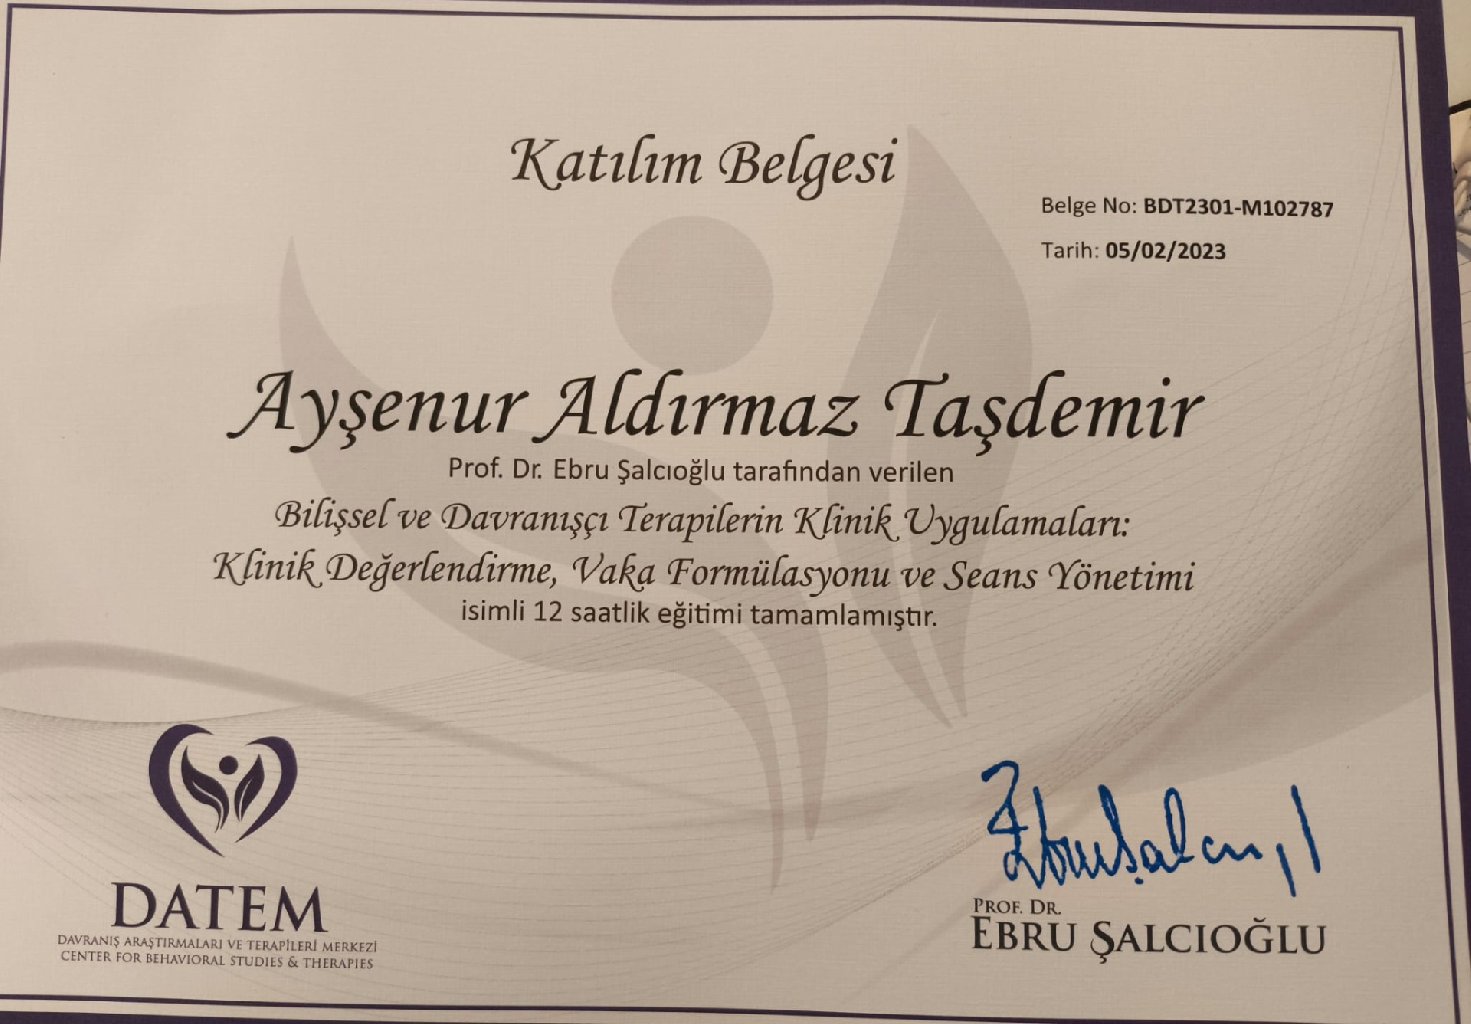 Katılım Belgesi
Belge No: BDT2301-M102787
Tarih: 05/02/2023
Ayşenur Aldırmaz Taşdemir
Prof. Dr. Ebru Şalcıoğlu tarafından verilen
Bilişsel ve Davranışçı Terapilerin Klinik Uygulamaları:
Klinik Değerlendirme, Vaka Formülasyonu ve Seans Yönetimi
isimli 12 saatlik eğitimi tamamlamıştır.
DATEM
DAVRANIŞ ARAŞTIRMALARI VE TERAPİLERİ MERKEZİ
CENTER FOR BEHAVIORAL STUDIES & THERAPIES
Ebru Şalcıoğlu
PROF. DR.
EBRU ŞALCIOĞLU